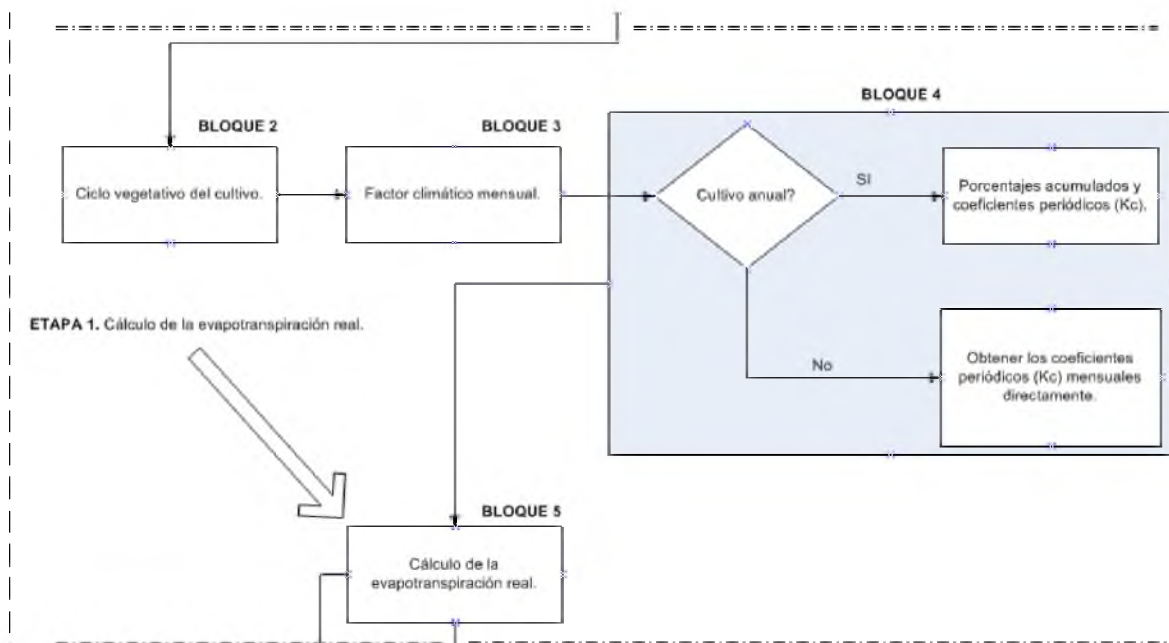 BLOQUE 4
BLOQUE 2
BLOQUE 3
Ciclo vegetativo del cultivo.
Factor climático mensual.
Cultivo anual?
SI
Porcentajes acumulados y
coeficientes periódicos (Kc).
ETAPA 1. Cálculo de la evapotranspiración real.
No
Obtener los coeficientes
periódicos (Kc) mensuales
directamente.
BLOQUE 5
Cálculo de la
evapotranspiración real.